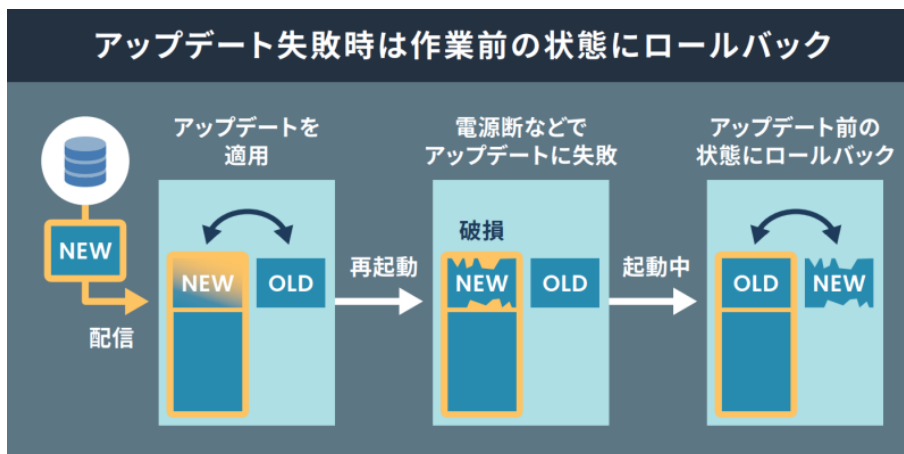 アップデート失敗時は作業前の状態にロールバック
アップデートを
適用
電源断などで
アップデートに失敗
アップデート前の
状態にロールバック
NEW
配信
NEW
OLD
再起動
破損
NEW
OLD
起動中
OLD
NEW